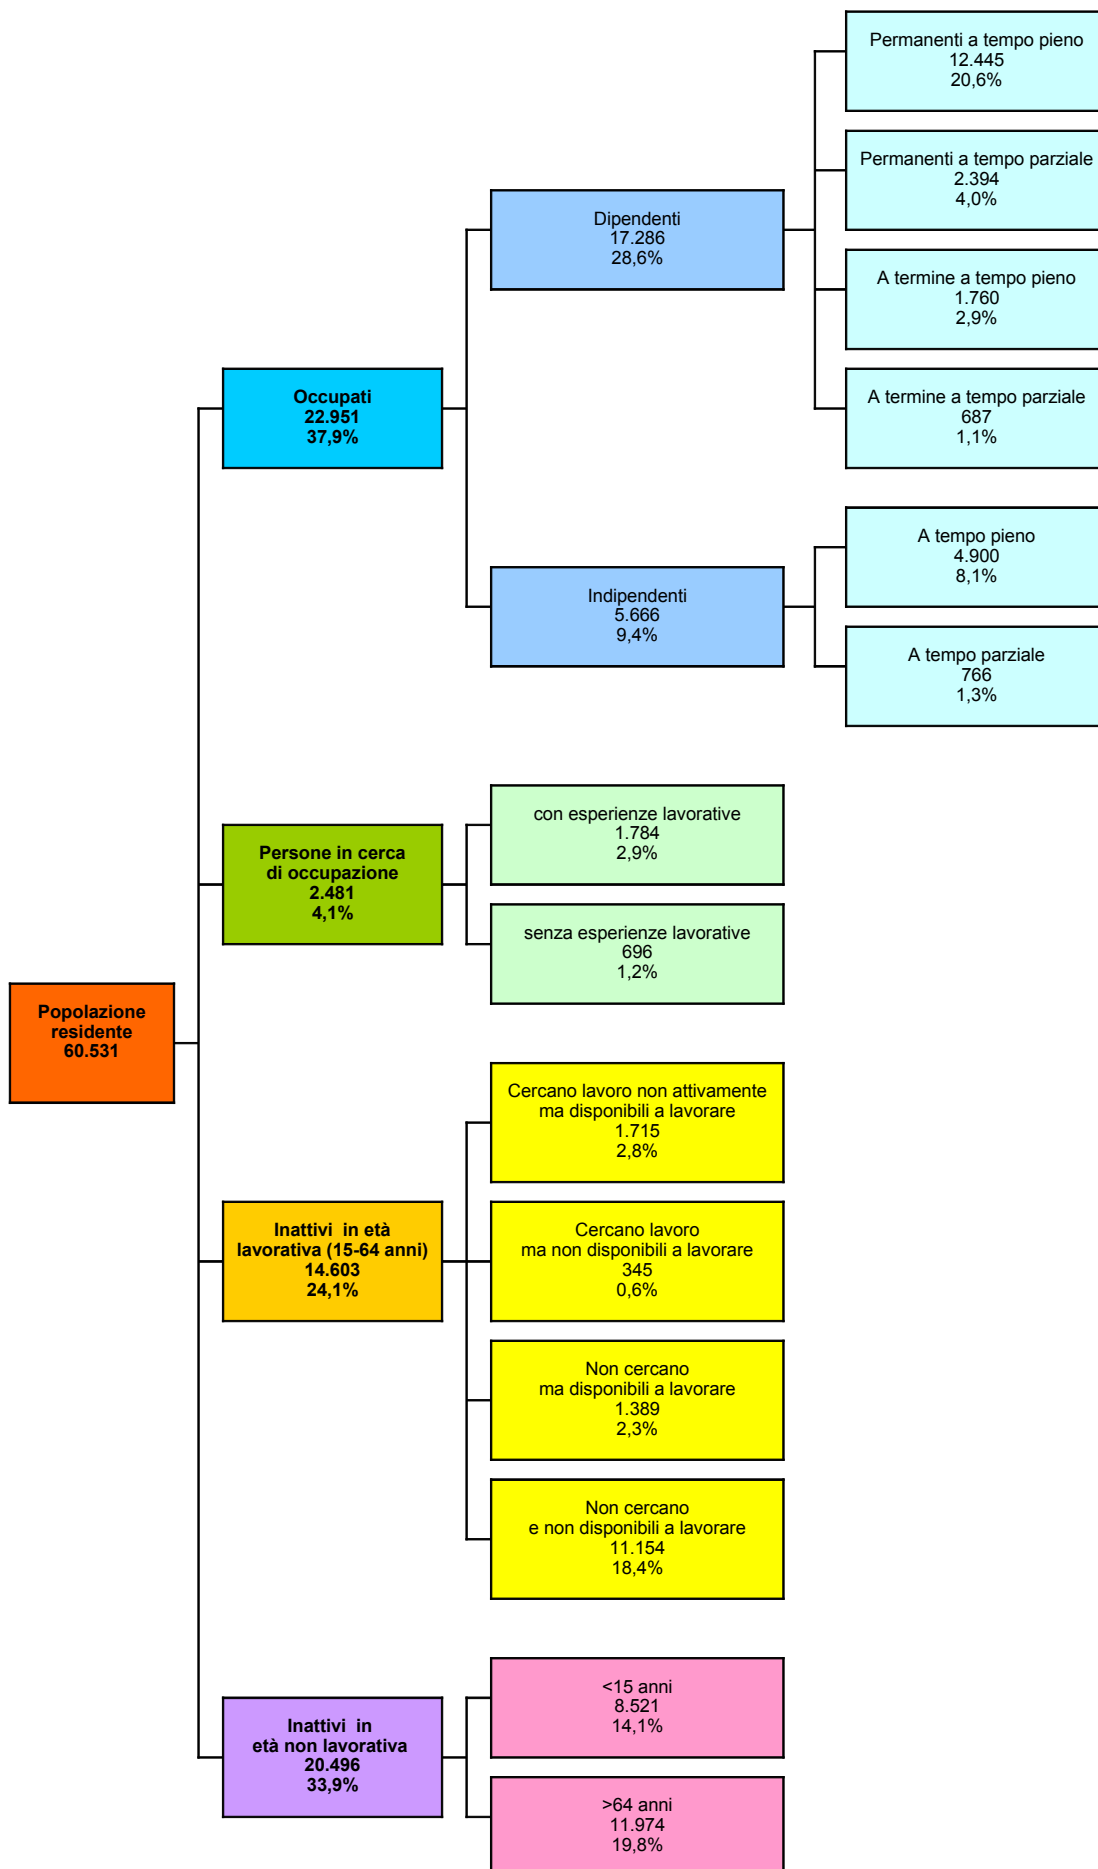 Popolazione
residente
60.531
Occupati
22.951
37,9%
Dipendenti
17.286
28,6%
Permanenti a tempo pieno
12.445
20,6%
Permanenti a tempo parziale
2.394
4,0%
A termine a tempo pieno
1.760
2,9%
A termine a tempo parziale
687
1,1%
Indipendenti
5.666
9,4%
A tempo pieno
4.900
8,1%
A tempo parziale
766
1,3%
Persone in cerca
di occupazione
2.481
4,1%
con esperienze lavorative
1.784
2,9%
senza esperienze lavorative
696
1,2%
Inattivi in età
lavorativa (15-64 anni)
14.603
24,1%
Cercano lavoro non attivamente
ma disponibili a lavorare
1.715
2,8%
Cercano lavoro
ma non disponibili a lavorare
345
0,6%
Non cercano
ma disponibili a lavorare
1.389
2,3%
Non cercano
e non disponibili a lavorare
11.154
18,4%
Inattivi in
età non lavorativa
20.496
33,9%
<15 anni
8.521
14,1%
>64 anni
11.974
19,8%